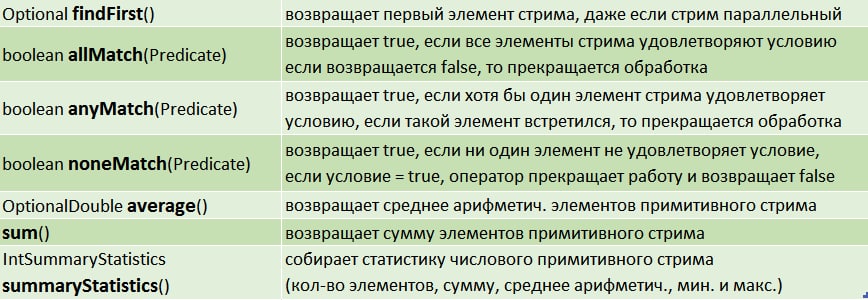 Optional findFirst() возвращает первый элемент стрима, даже если стрим параллельный
boolean allMatch(Predicate) возвращает true, если все элементы стрима удовлетворяют условию
если возвращается false, то прекращается обработка
boolean anyMatch(Predicate) возвращает true, если хотя бы один элемент стрима удовлетворяет
условию, если такой элемент встретился, то прекращается обработка
boolean noneMatch(Predicate) возвращает true, если ни один элемент не удовлетворяет условие,
если условие = true, оператор прекращает работу и возвращает false
OptionalDouble average() возвращает среднее арифметич. элементов примитивного стрима
sum() возвращает сумму элементов примитивного стрима
IntSummaryStatistics собирает статистику числового примитивного стрима
summaryStatistics() (кол-во элементов, сумму, среднее арифметич., мин. и макс.)